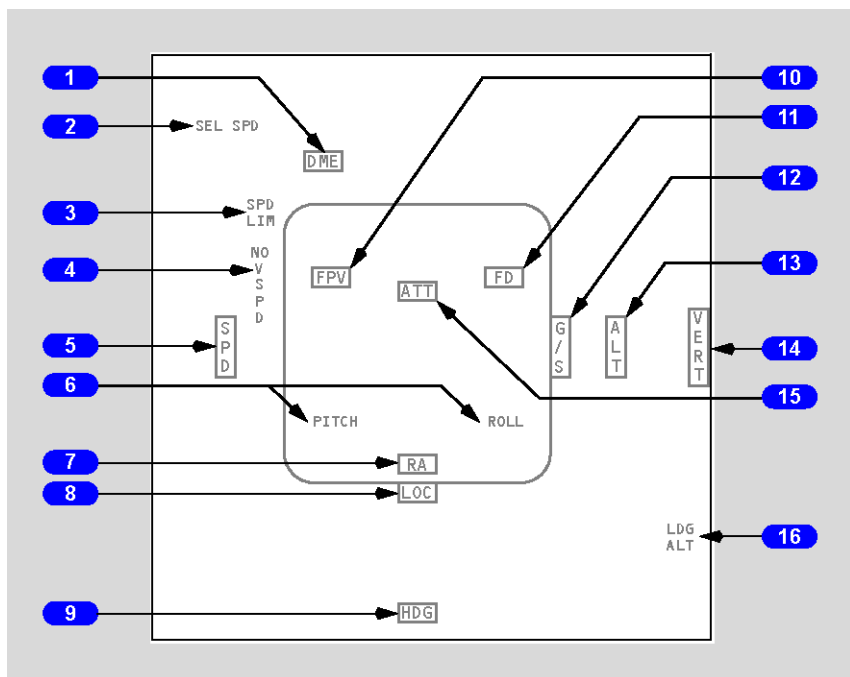 1
10
2
SEL SPD
11
DME
12
3
SPD
LIM
13
4
NO
V
S
P
D
FPV
FD
ATT
5
S
P
D
G
/
S
A
L
T
V
E
R
T
14
6
15
PITCH
ROLL
7
RA
8
LOC
LDG
ALT
16
9
HDG